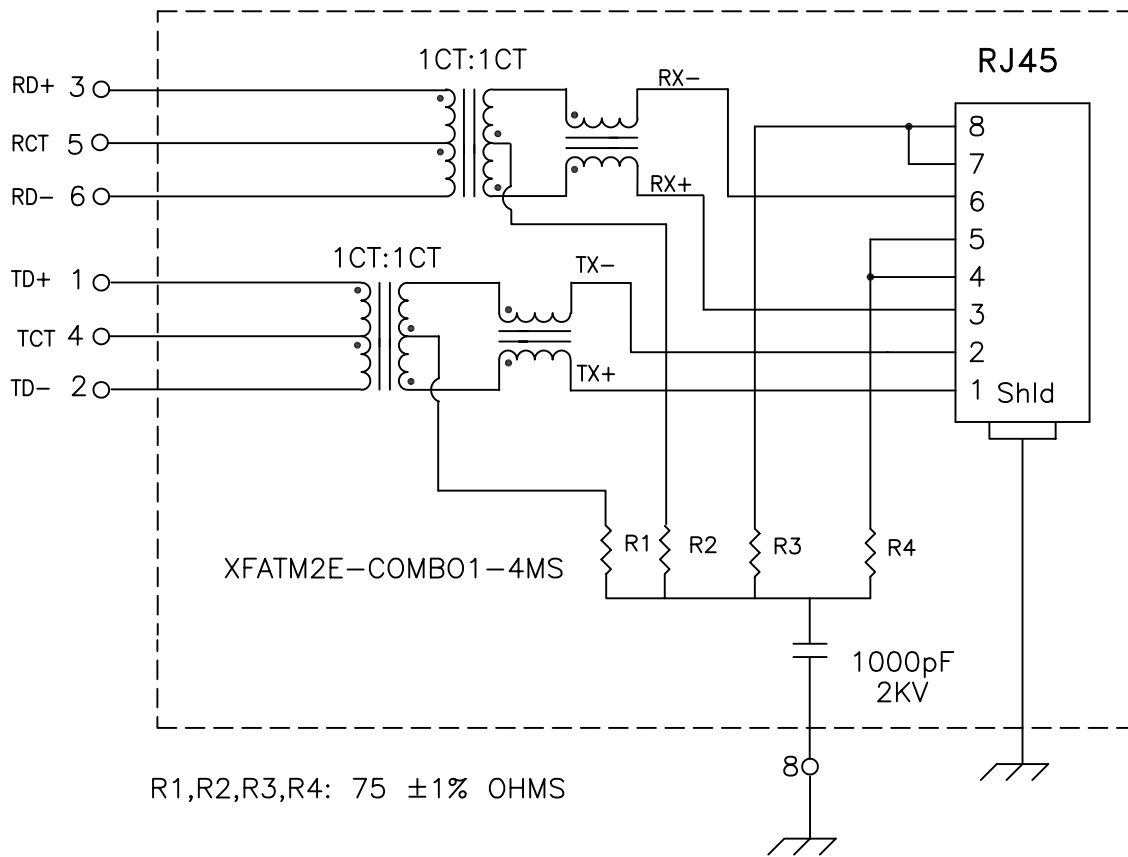 1CT:1CT
RJ45
RD+ 3
RX-
8
RCT 5
7
RX+
RD- 6
6
5
1CT:1CT
TX-
TD+ 1
4
3
TCT 4
2
TX+
TD- 2
1 Shld
R1
R2
R3
R4
XFATM2E-COMBO1-4MS
1000pF
2KV
8
R1,R2,R3,R4: 75 ±1% OHMS